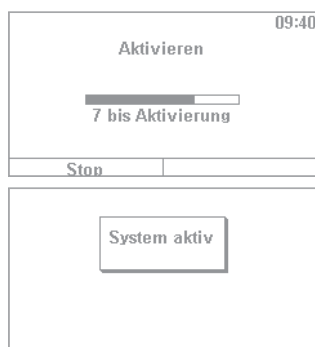 09:40
Aktivieren
7 bis Aktivierung
Stop
System aktiv